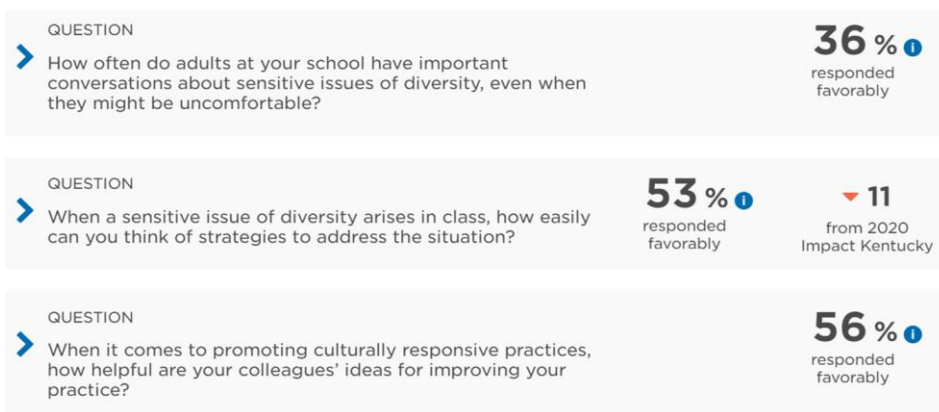 QUESTION
How often do adults at your school have important
conversations about sensitive issues of diversity, even when
they might be uncomfortable?
36 %
responded
favorably
QUESTION
When a sensitive issue of diversity arises in class, how easily
can you think of strategies to address the situation?
53 %
responded
favorably
11
from 2020
Impact Kentucky
QUESTION
When it comes to promoting culturally responsive practices,
how helpful are your colleagues’ ideas for improving your
practice?
56 %
responded
favorably